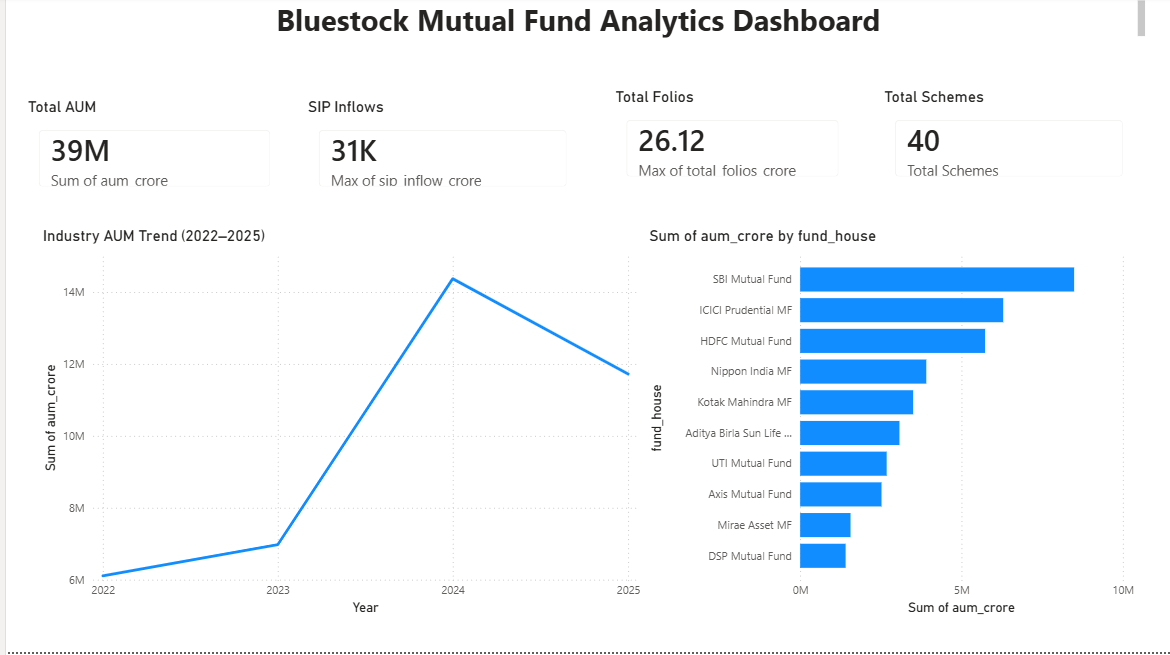 Bluestock Mutual Fund Analytics Dashboard
Total AUM
39M
Sum of aum_crore
SIP Inflows
31K
Max of sip_inflow_crore
Total Folios
26.12
Max of total_folios_crore
Total Schemes
40
Total Schemes
Industry AUM Trend (2022–2025)
Sum of aum_crore
14M
12M
10M
8M
6M
2022
2023
2024
2025
Year
Sum of aum_crore by fund_house
fund_house
SBI Mutual Fund
ICICI Prudential MF
HDFC Mutual Fund
Nippon India MF
Kotak Mahindra MF
Aditya Birla Sun Life ...
UTI Mutual Fund
Axis Mutual Fund
Mirae Asset MF
DSP Mutual Fund
0M
5M
10M
Sum of aum_crore